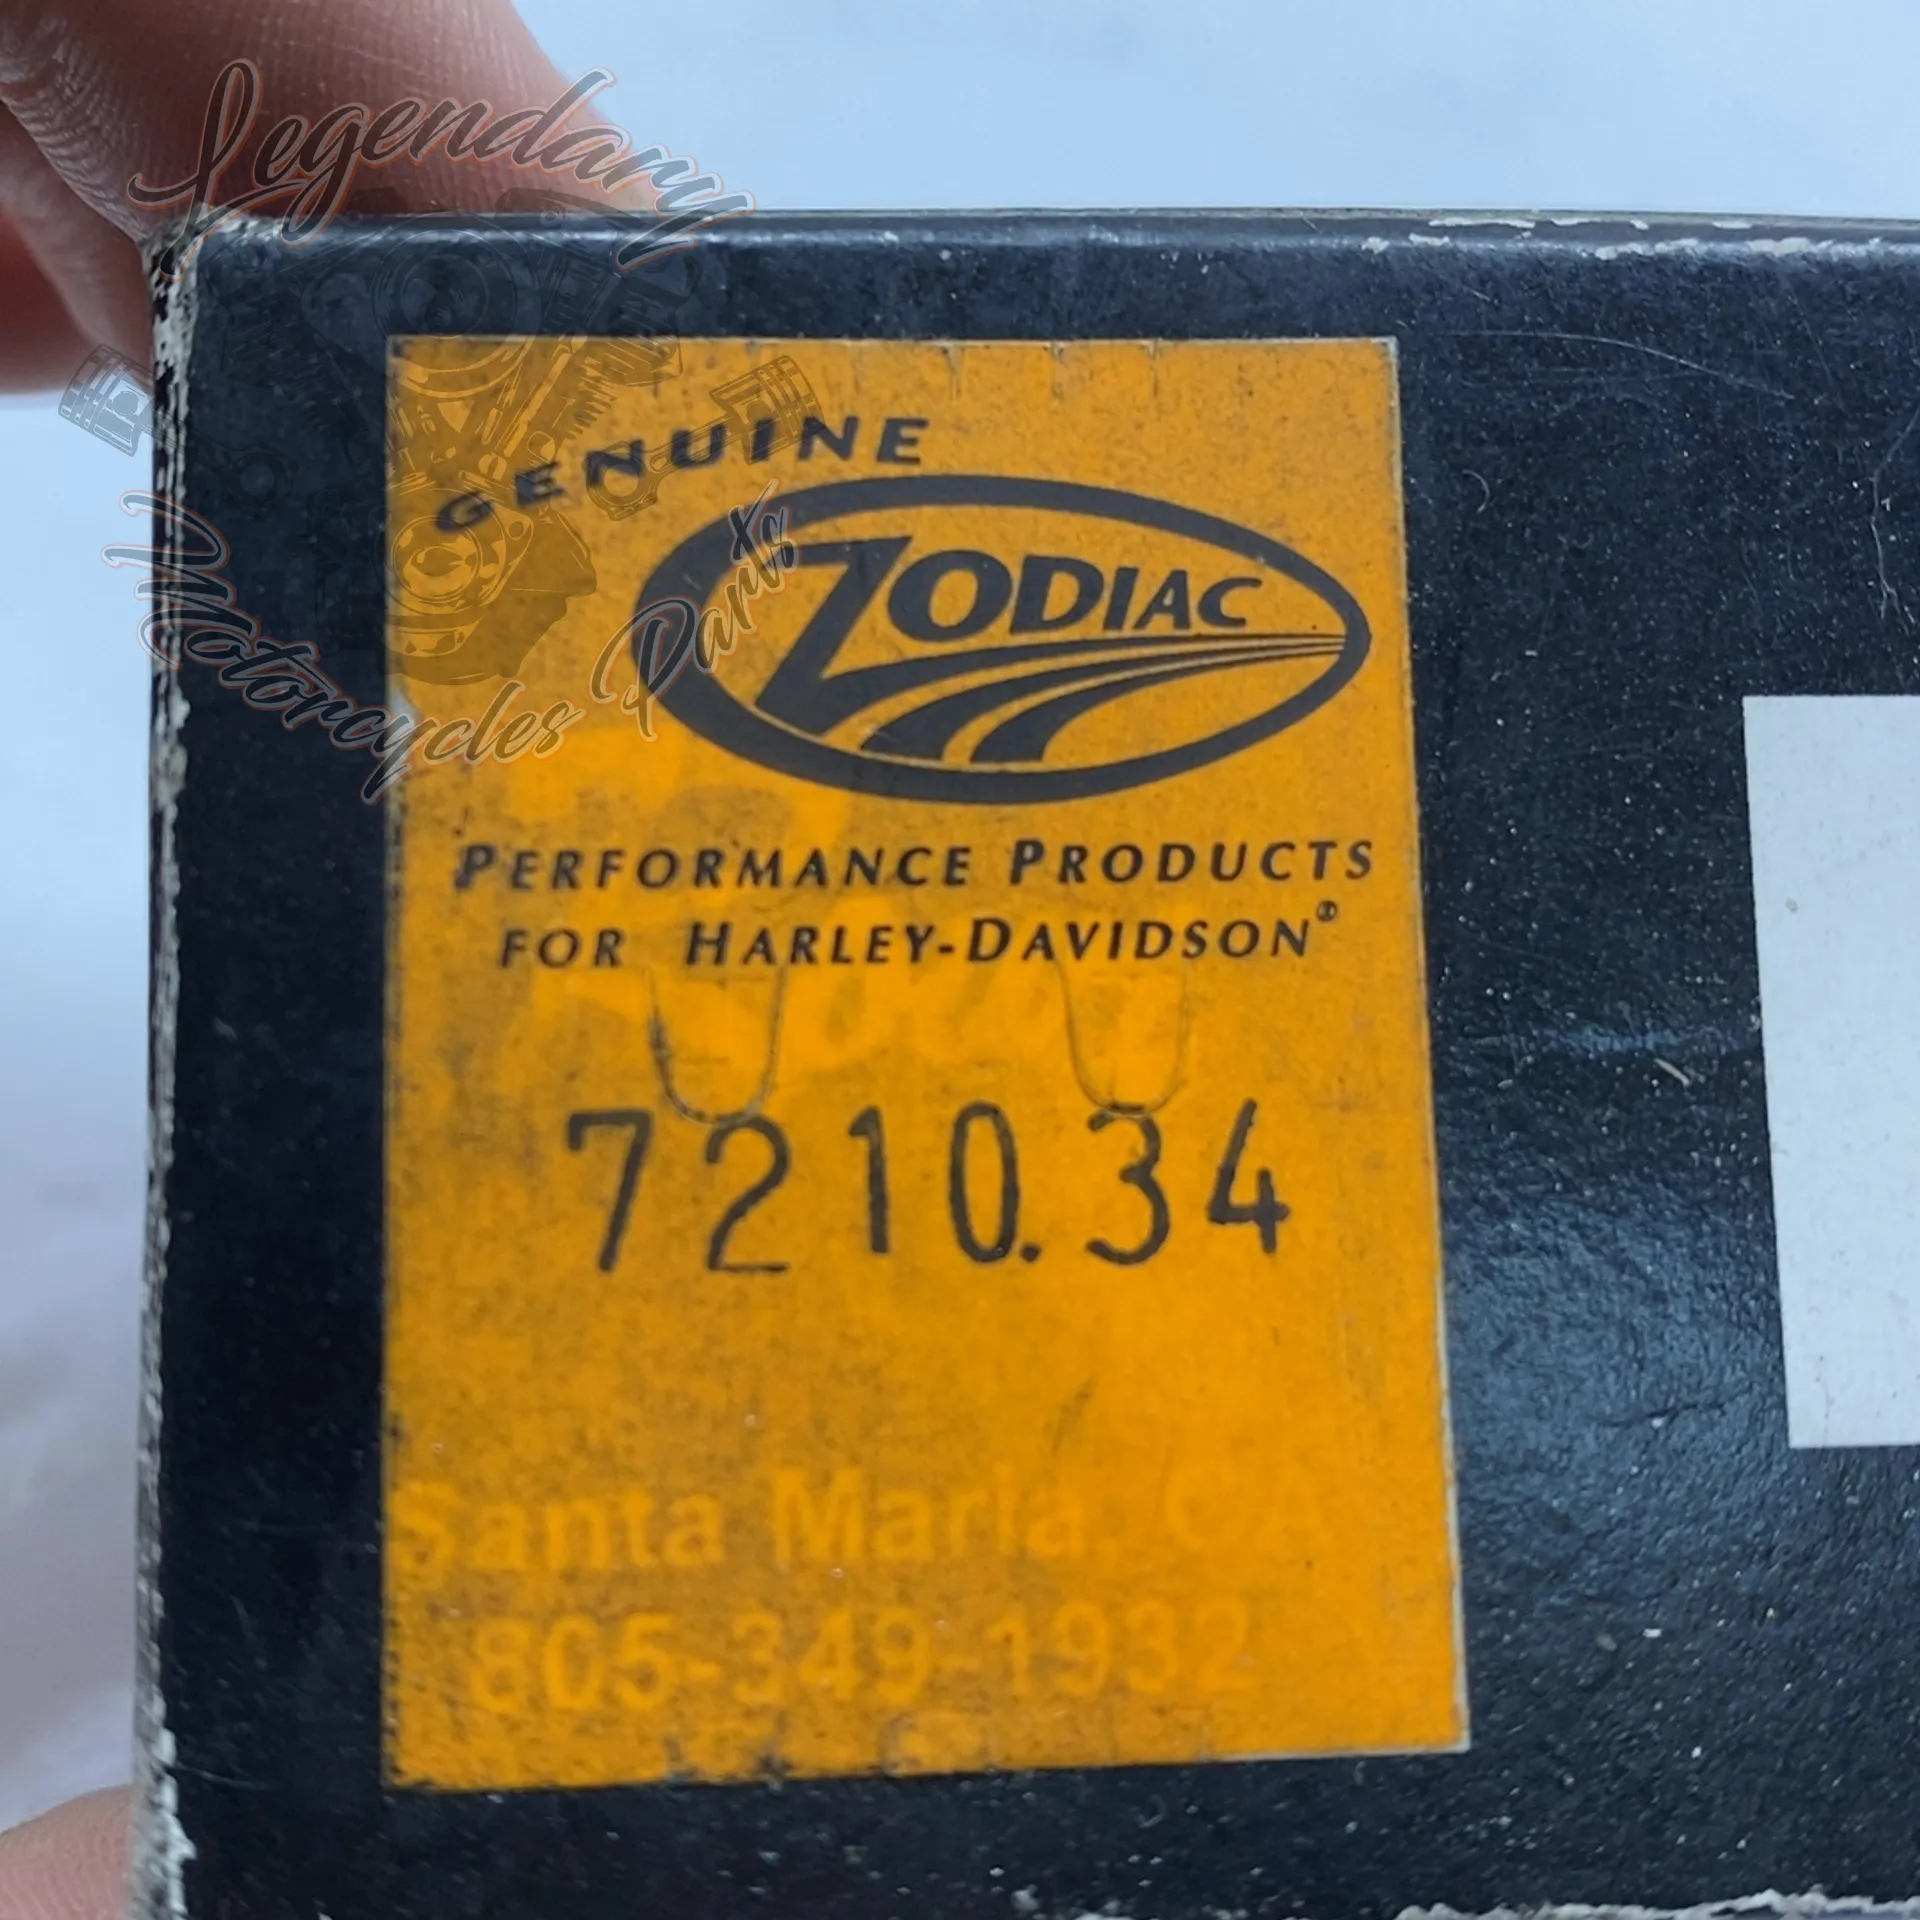 Legendary
Motorcycles Parts
GENUINE
ZODIAC
PERFORMANCE PRODUCTS
FOR HARLEY-DAVIDSON®
7210.34
Santa Maria, CA
805-349-1932